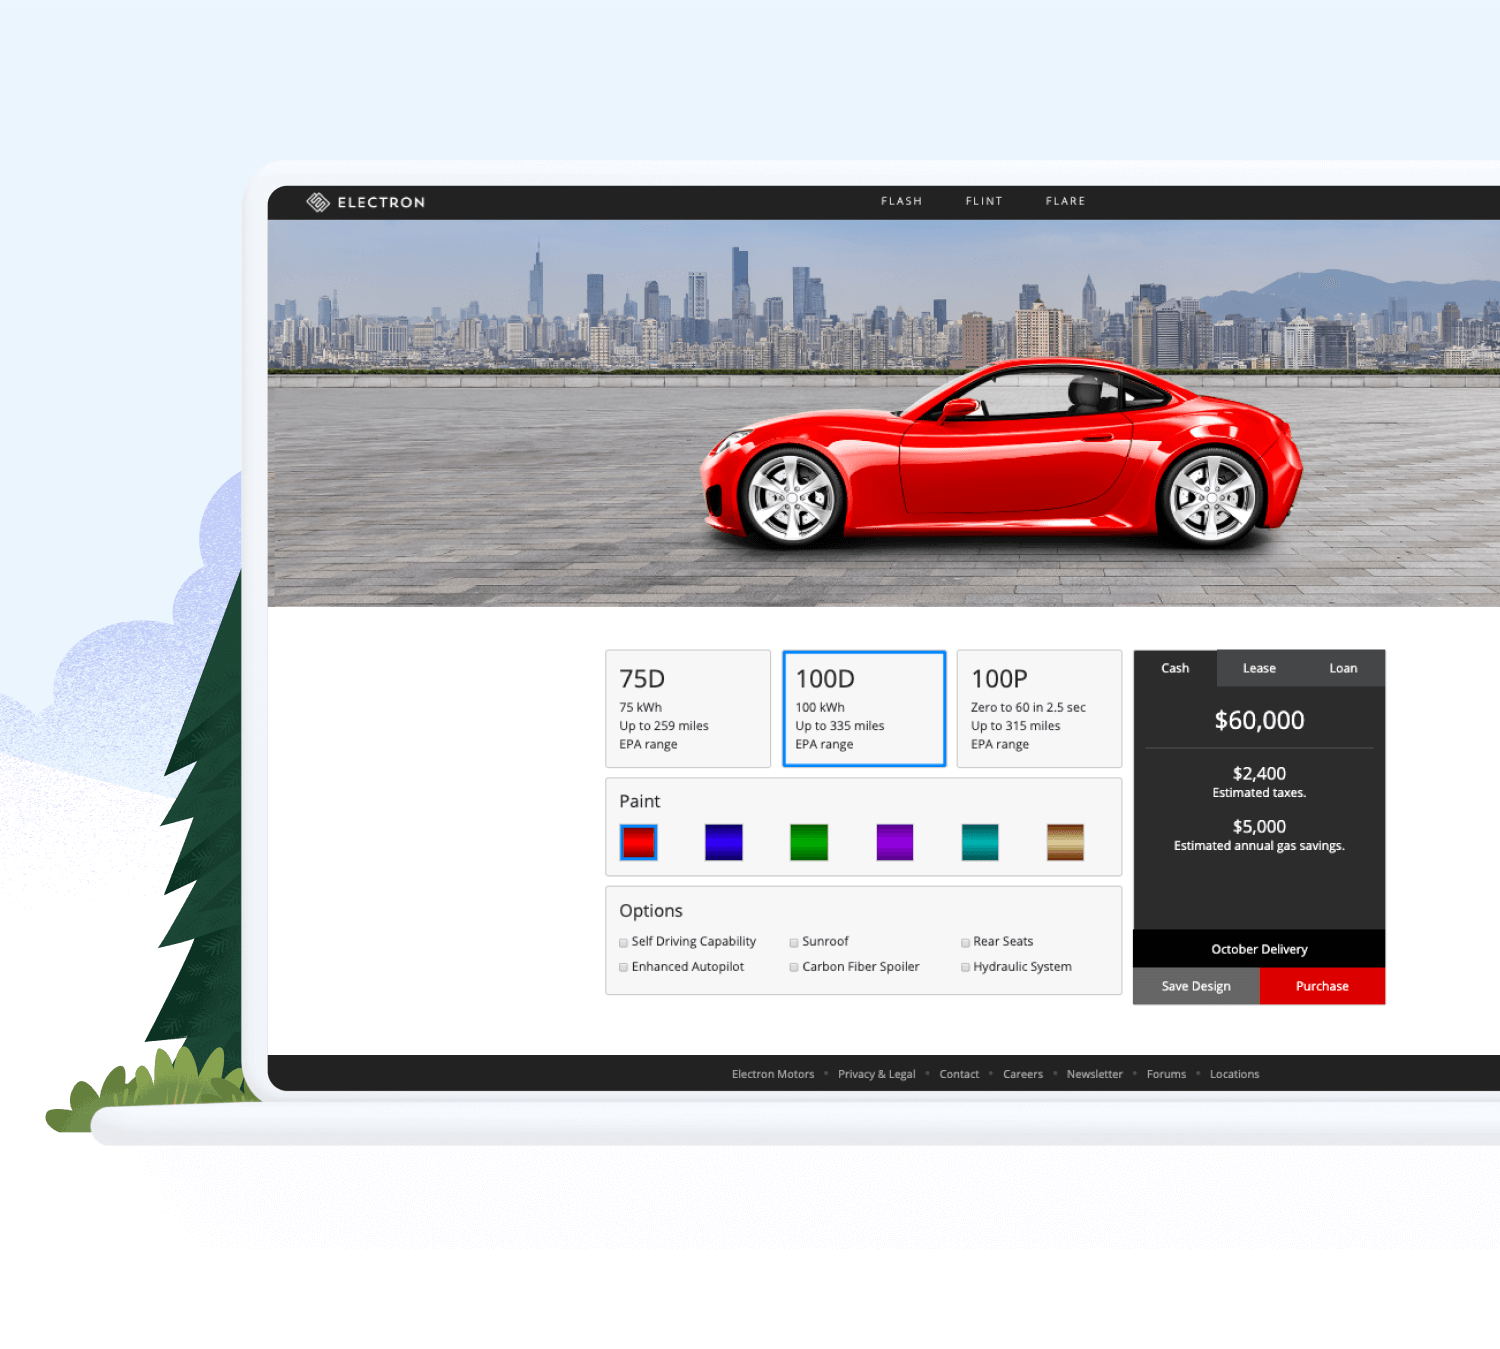 ELECTRON
FLASH FLINT FLARE
75D
75 kWh
Up to 259 miles
EPA range
100D
100 kWh
Up to 335 miles
EPA range
100P
Zero to 60 in 2.5 sec
Up to 315 miles
EPA range
Paint
Options
Self Driving Capability
Sunroof
Rear Seats
Enhanced Autopilot
Carbon Fiber Spoiler
Hydraulic System
Cash Lease Loan
$60,000
$2,400
Estimated taxes.
$5,000
Estimated annual gas savings.
October Delivery
Save Design
Purchase
Electron Motors • Privacy & Legal • Contact • Careers • Newsletter • Forums • Locations